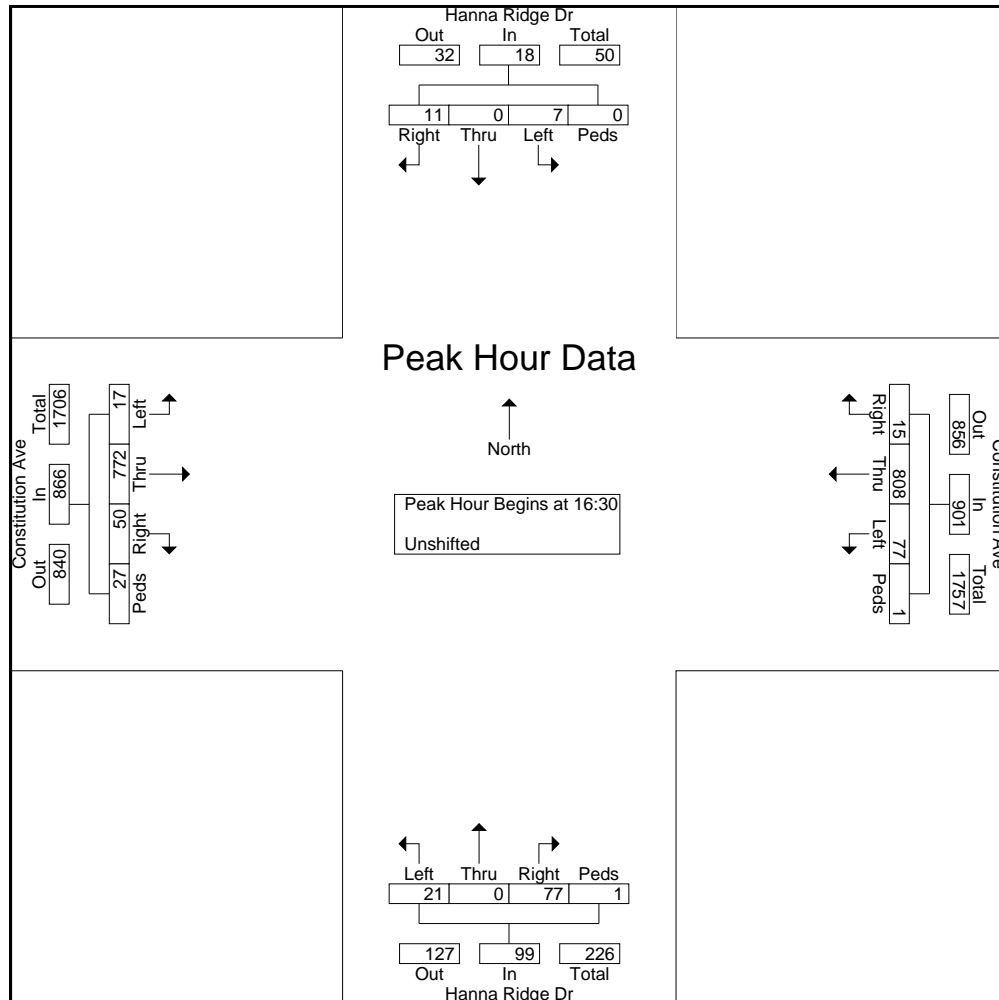 Hanna Ridge Dr
Out In Total
32 18 50
11 0 7 0
Right Thru Left Peds
Peak Hour Data
North
Peak Hour Begins at 16:30
Unshifted
Constitution Ave
Total In Out
1706 866 840
17 772 50 27
Left Thru Right Peds
Constitution Ave
Out In Total
856 901 1757
15 808 77 1
Right Thru Left Peds
Left Thru Right Peds
21 0 77 1
127 99 226
Out In Total
Hanna Ridge Dr